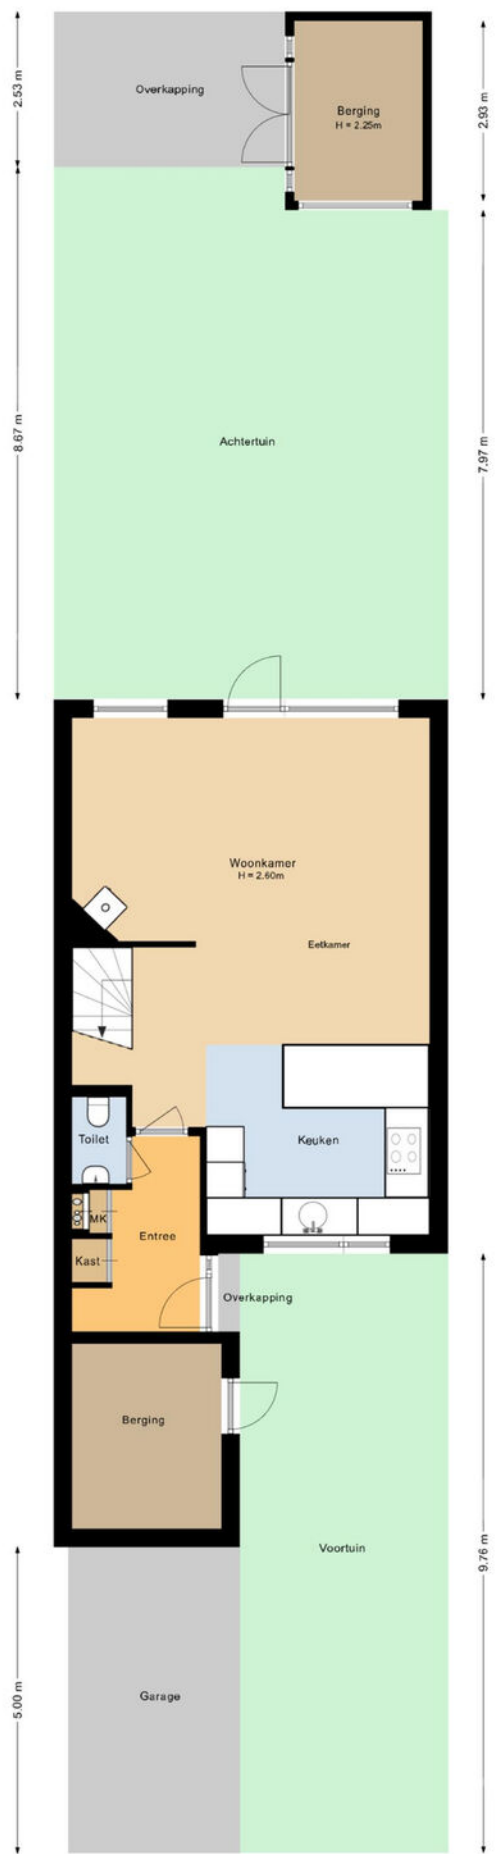 2.53 m
Overkapping
Berging
H = 2.25m
2.93 m
8.67 m
Achtertuin
7.97 m
Woonkamer
H = 2.60m
Eetkamer
Toilet
Keuken
MK
Entree
Kast
Overkapping
Berging
Voortuin
9.76 m
Garage
5.00 m